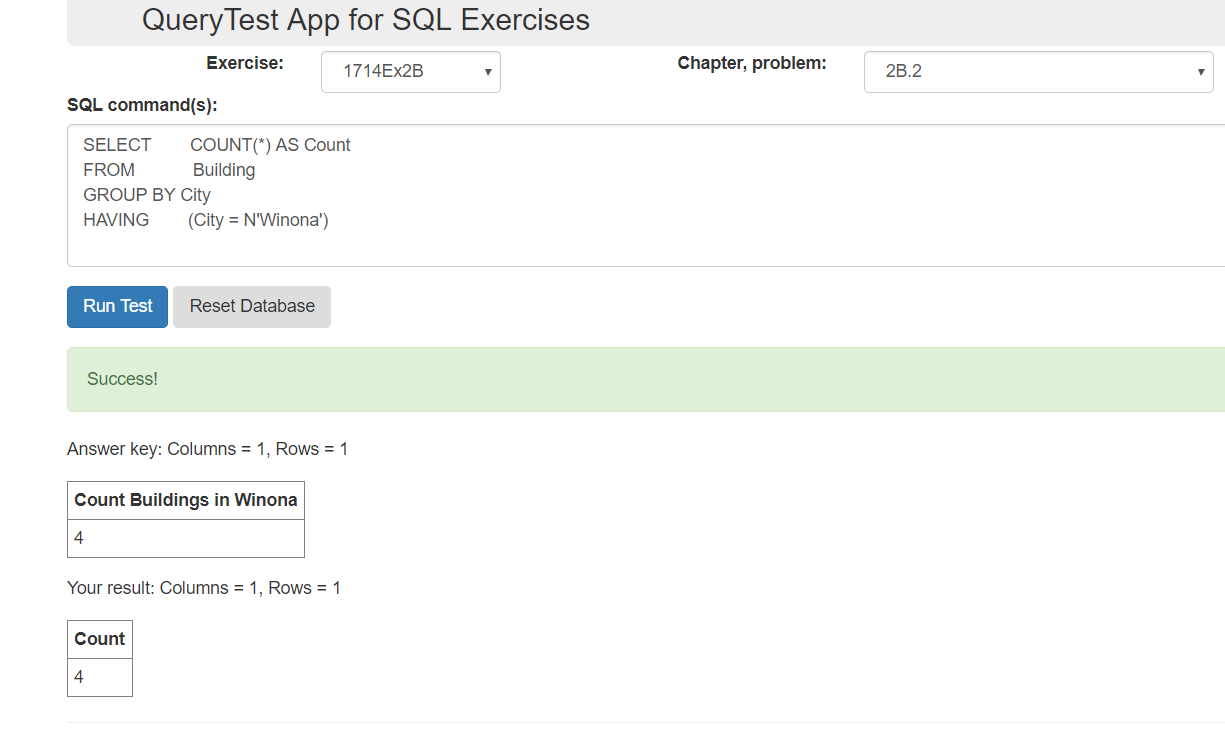 QueryTest App for SQL Exercises
Exercise: 1714Ex2B Chapter, problem: 2B.2
SQL command(s):
SELECT COUNT(*) AS Count
FROM Building
GROUP BY City
HAVING (City = N'Winona')
Run Test Reset Database
Success!
Answer key: Columns = 1, Rows = 1
Count Buildings in Winona
4
Your result: Columns = 1, Rows = 1
Count
4